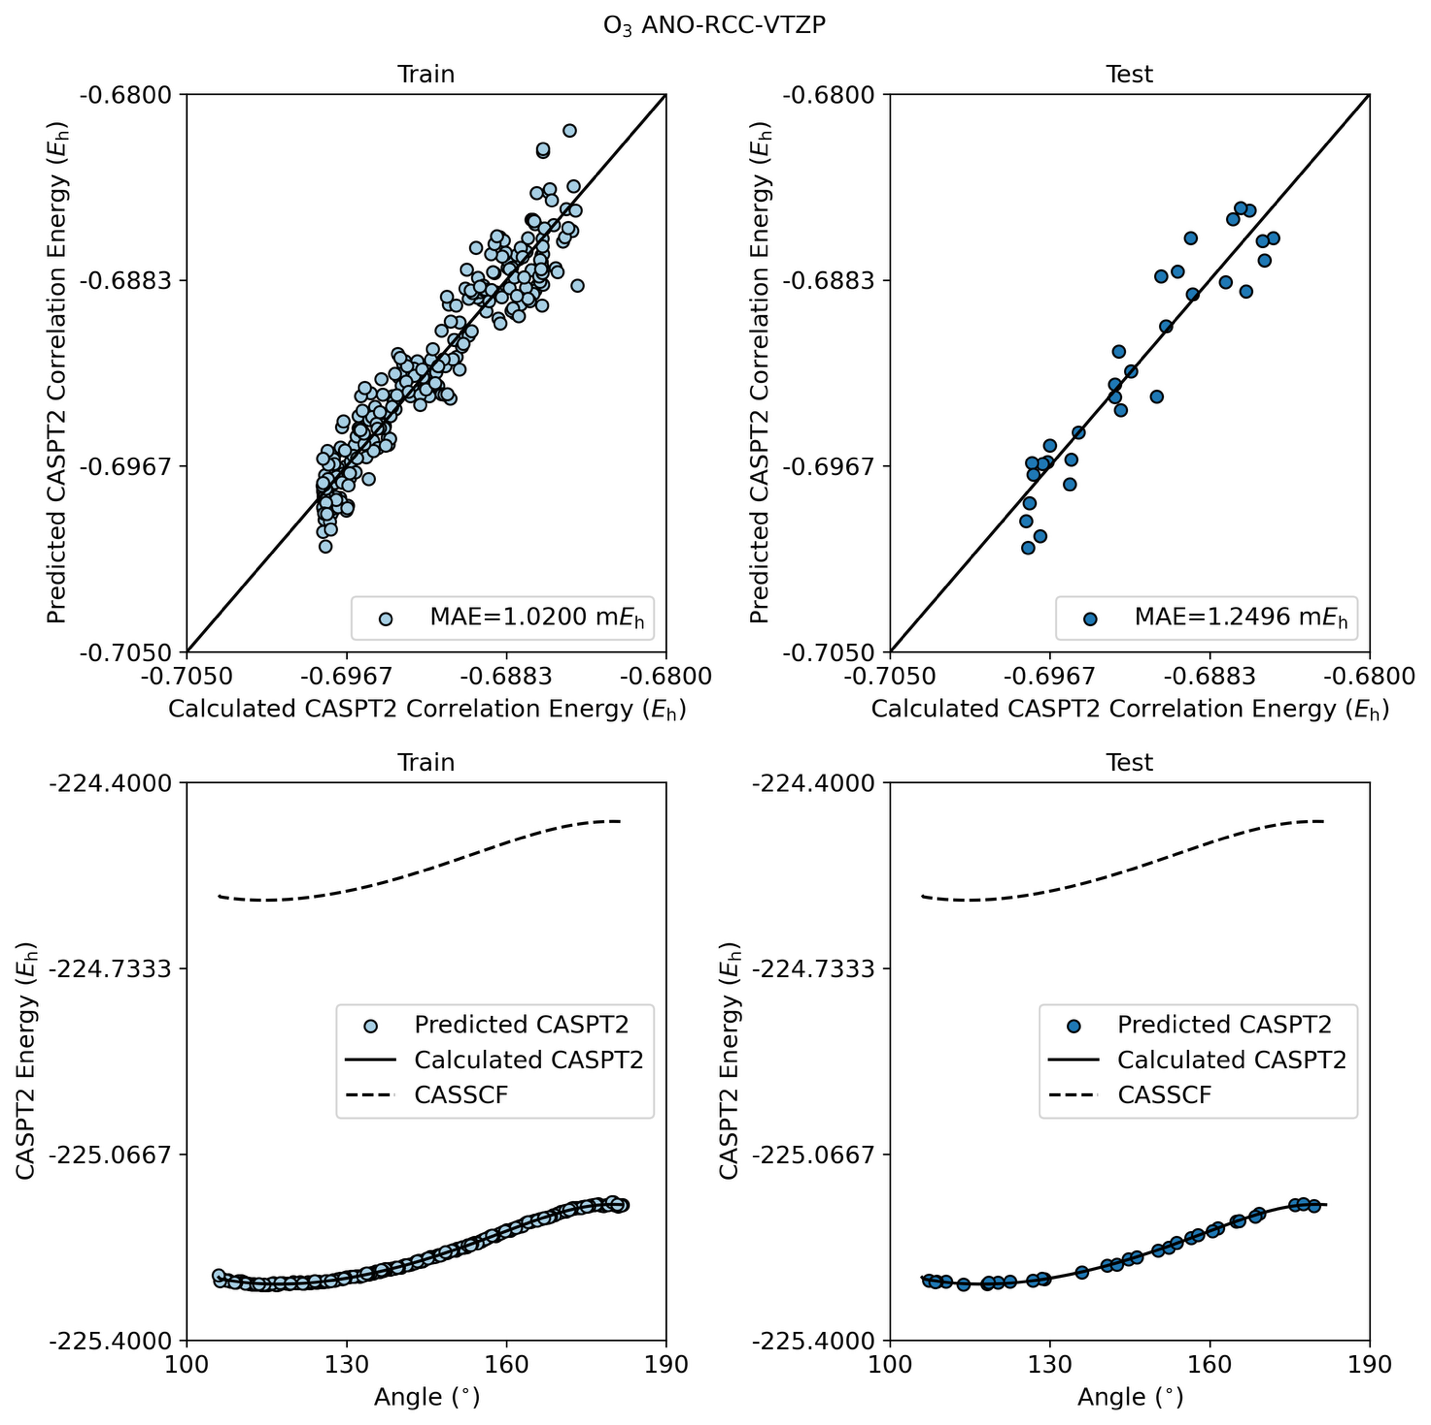 O₃ ANO-RCC-VTZP
Train
Predicted CASPT2 Correlation Energy (Eₕ)
-0.6800
-0.6883
-0.6967
-0.7050
MAE=1.0200 mEₕ
-0.7050 -0.6967 -0.6883 -0.6800
Calculated CASPT2 Correlation Energy (Eₕ)
Test
Predicted CASPT2 Correlation Energy (Eₕ)
-0.6800
-0.6883
-0.6967
-0.7050
MAE=1.2496 mEₕ
-0.7050 -0.6967 -0.6883 -0.6800
Calculated CASPT2 Correlation Energy (Eₕ)
Train
CASPT2 Energy (Eₕ)
-224.4000
-224.7333
-225.0667
-225.4000
Predicted CASPT2
Calculated CASPT2
CASSCF
100 130 160 190
Angle (°)
Test
CASPT2 Energy (Eₕ)
-224.4000
-224.7333
-225.0667
-225.4000
Predicted CASPT2
Calculated CASPT2
CASSCF
100 130 160 190
Angle (°)